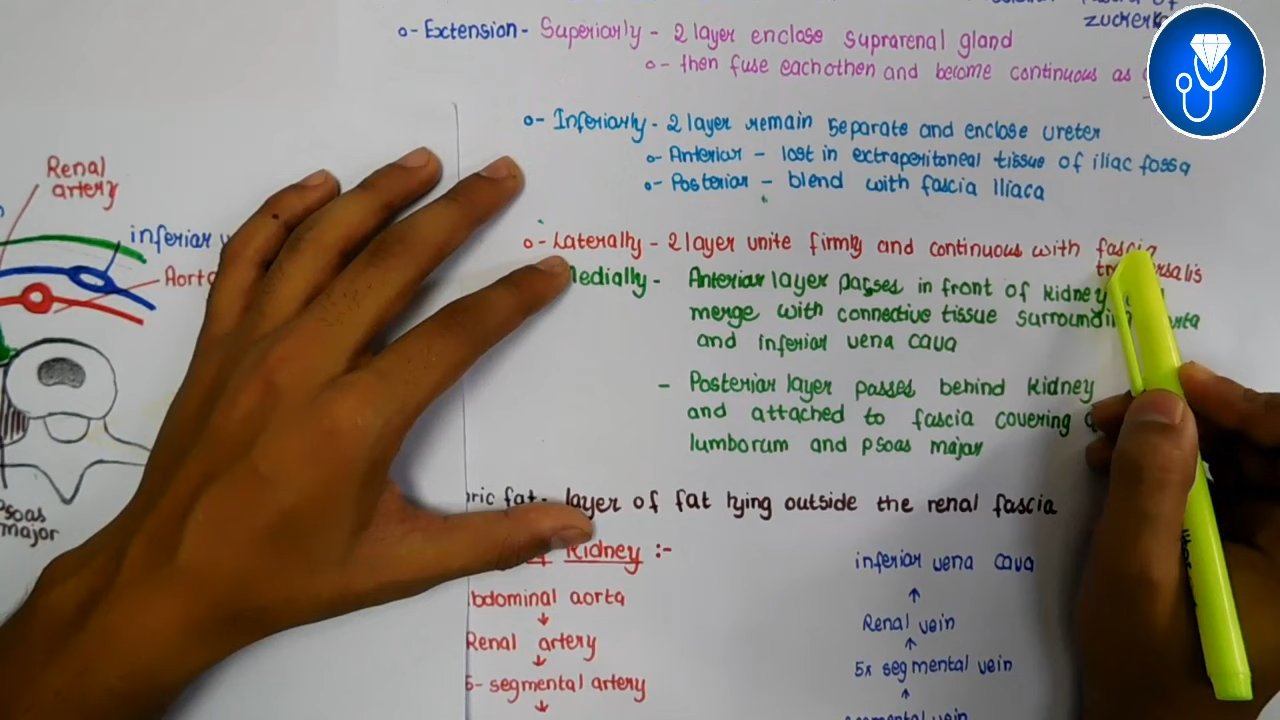 zuckerk
o- Extension- Superiorly - 2 layer enclose suprarenal gland
o- then fuse eachother and become continuous as
o- Inferiorly - 2 layer remain separate and enclose ureter
o- Anterior - lost in extraperitoneal tissue of iliac fossa
o- Posterior - blend with fascia Iliaca
o- Laterally - 2 layer unite firmly and continuous with fascia
Medially - Anterior layer passes in front of kidney
merge with connective tissue surrounding
and inferior vena cava
- Posterior layer passes behind kidney
and attached to fascia covering
lumborum and psoas major
fat- layer of fat lying outside the renal fascia
Kidney :-
bdominal aorta
↓
Renal artery
↓
5- segmental artery
↓
inferior vena cava
↑
Renal vein
↑
5x segmental vein
↑
Renal
artery
inferior
Aorta
Psoas
major